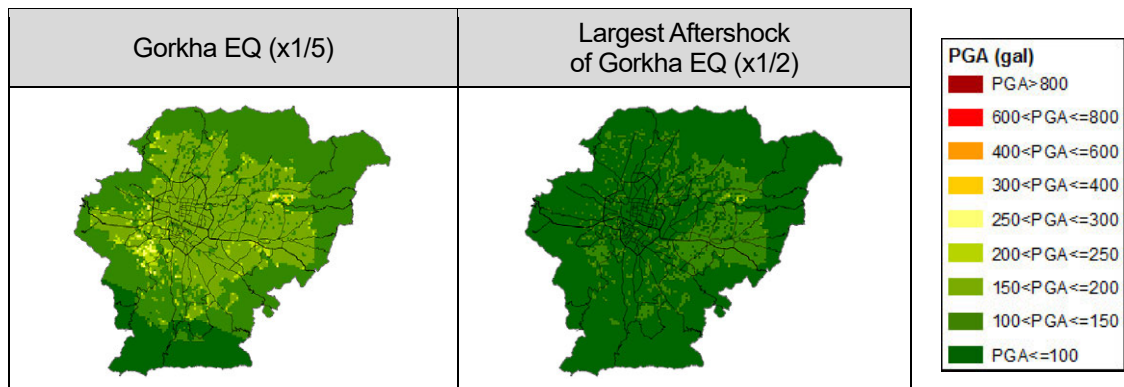 Gorkha EQ (x1/5)
Largest Aftershock
of Gorkha EQ (x1/2)
PGA (gal)
PGA>800
600<PGA<=800
400<PGA<=600
300<PGA<=400
250<PGA<=300
200<PGA<=250
150<PGA<=200
100<PGA<=150
PGA<=100